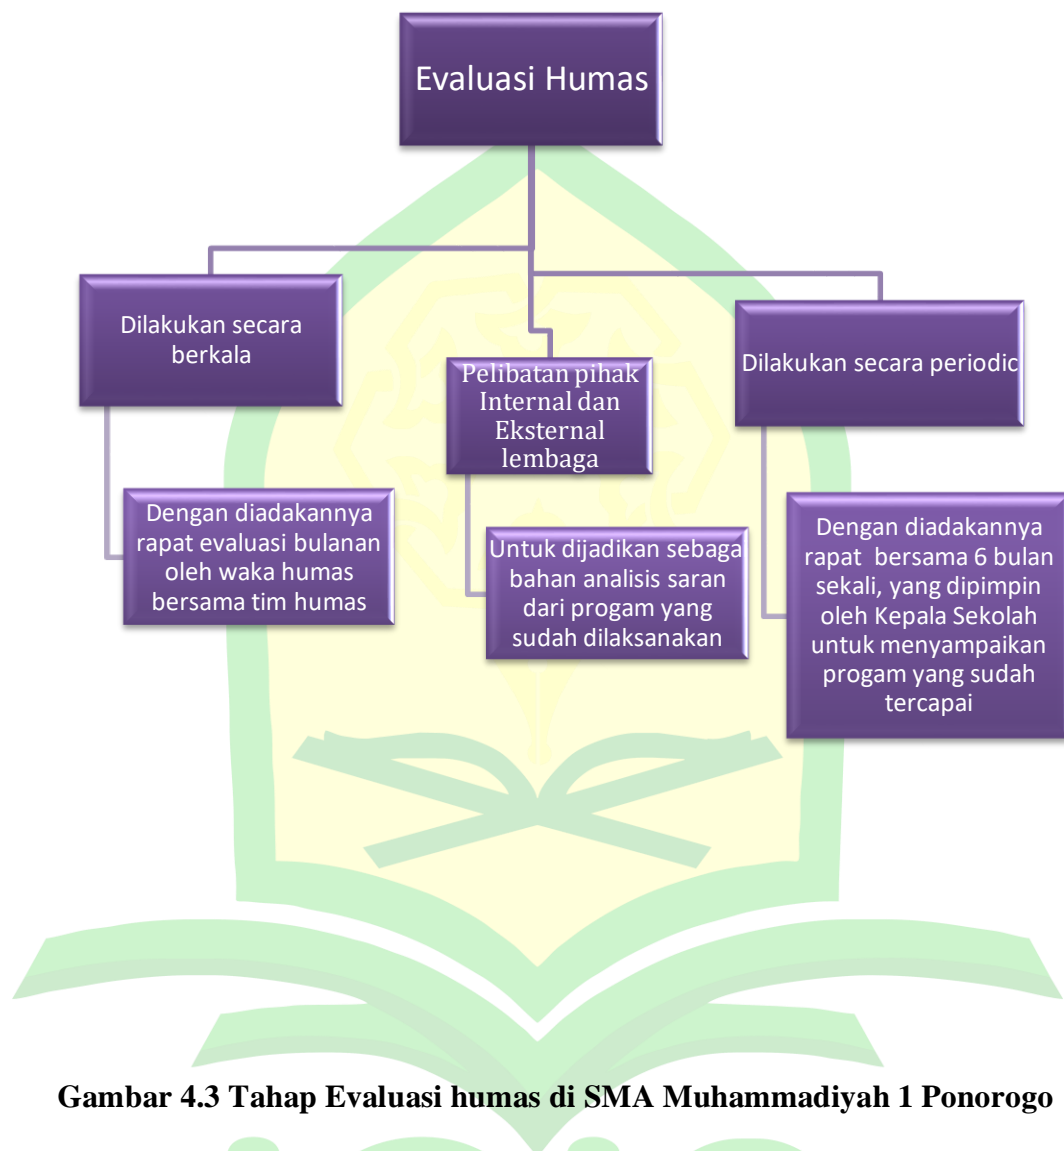 Evaluasi Humas
Dilakukan secara
berkala
Dengan diadakannya
rapat evaluasi bulanan
oleh waka humas
bersama tim humas
Pelibatan pihak
Internal dan
Eksternal
lembaga
Untuk dijadikan sebaga
bahan analisis saran
dari progam yang
sudah dilaksanakan
Dilakukan secara periodic
Dengan diadakannya
rapat bersama 6 bulan
sekali, yang dipimpin
oleh Kepala Sekolah
untuk menyampaikan
progam yang sudah
tercapai
Gambar 4.3 Tahap Evaluasi humas di SMA Muhammadiyah 1 Ponorogo